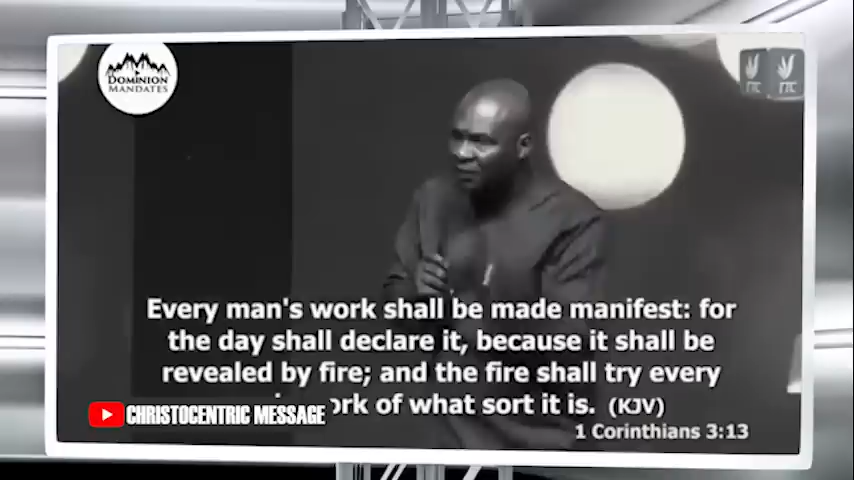 DOMINION
MANDATES
Every man's work shall be made manifest: for
the day shall declare it, because it shall be
revealed by fire; and the fire shall try every
of what sort it is. (KJV)
CHRISTOCENTRIC MESSAGE
1 Corinthians 3:13